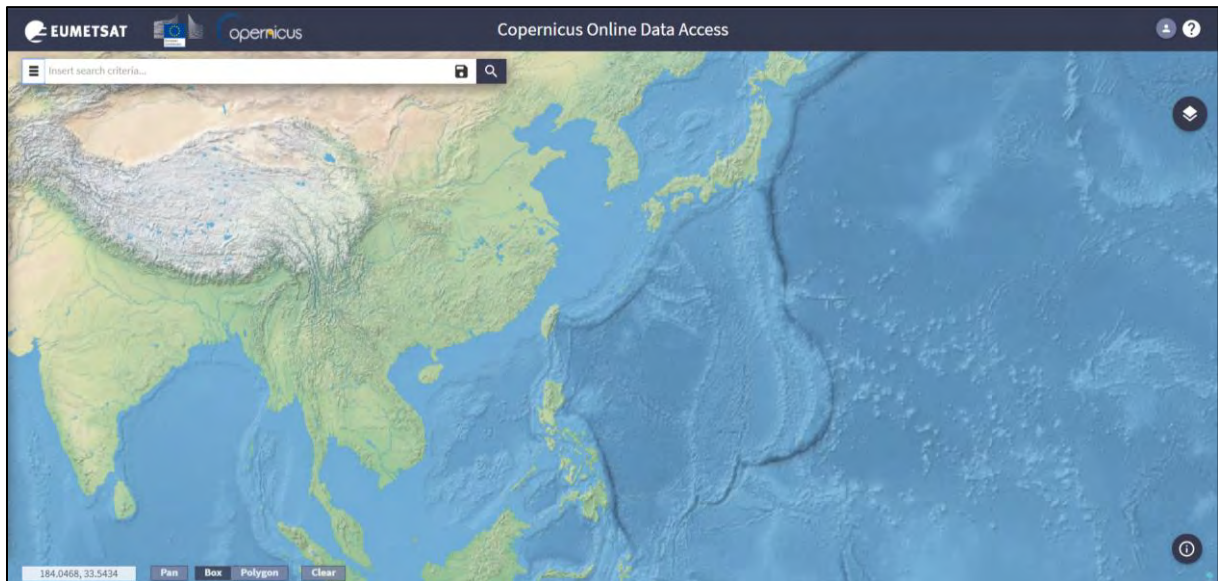 EUMETSAT
opernicus
Copernicus Online Data Access
?
Insert search criteria...
184.0468, 33.5434
Pan
Box
Polygon
Clear